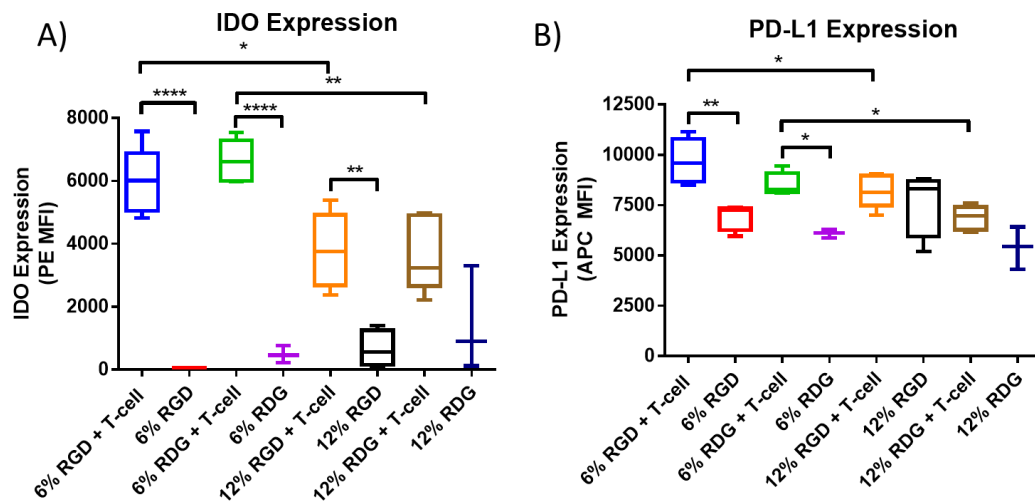 A)
IDO Expression
*
**
****
****
**
IDO Expression
(PE MFI)
8000
6000
4000
2000
0
6% RGD + T-cell
6% RGD
6% RDG + T-cell
6% RDG
12% RGD + T-cell
12% RGD
12% RDG + T-cell
12% RDG
B)
PD-L1 Expression
*
**
*
*
PD-L1 Expression
(APC MFI)
12500
10000
7500
5000
2500
0
6% RGD + T-cell
6% RGD
6% RDG + T-cell
6% RDG
12% RGD + T-cell
12% RGD
12% RDG + T-cell
12% RDG